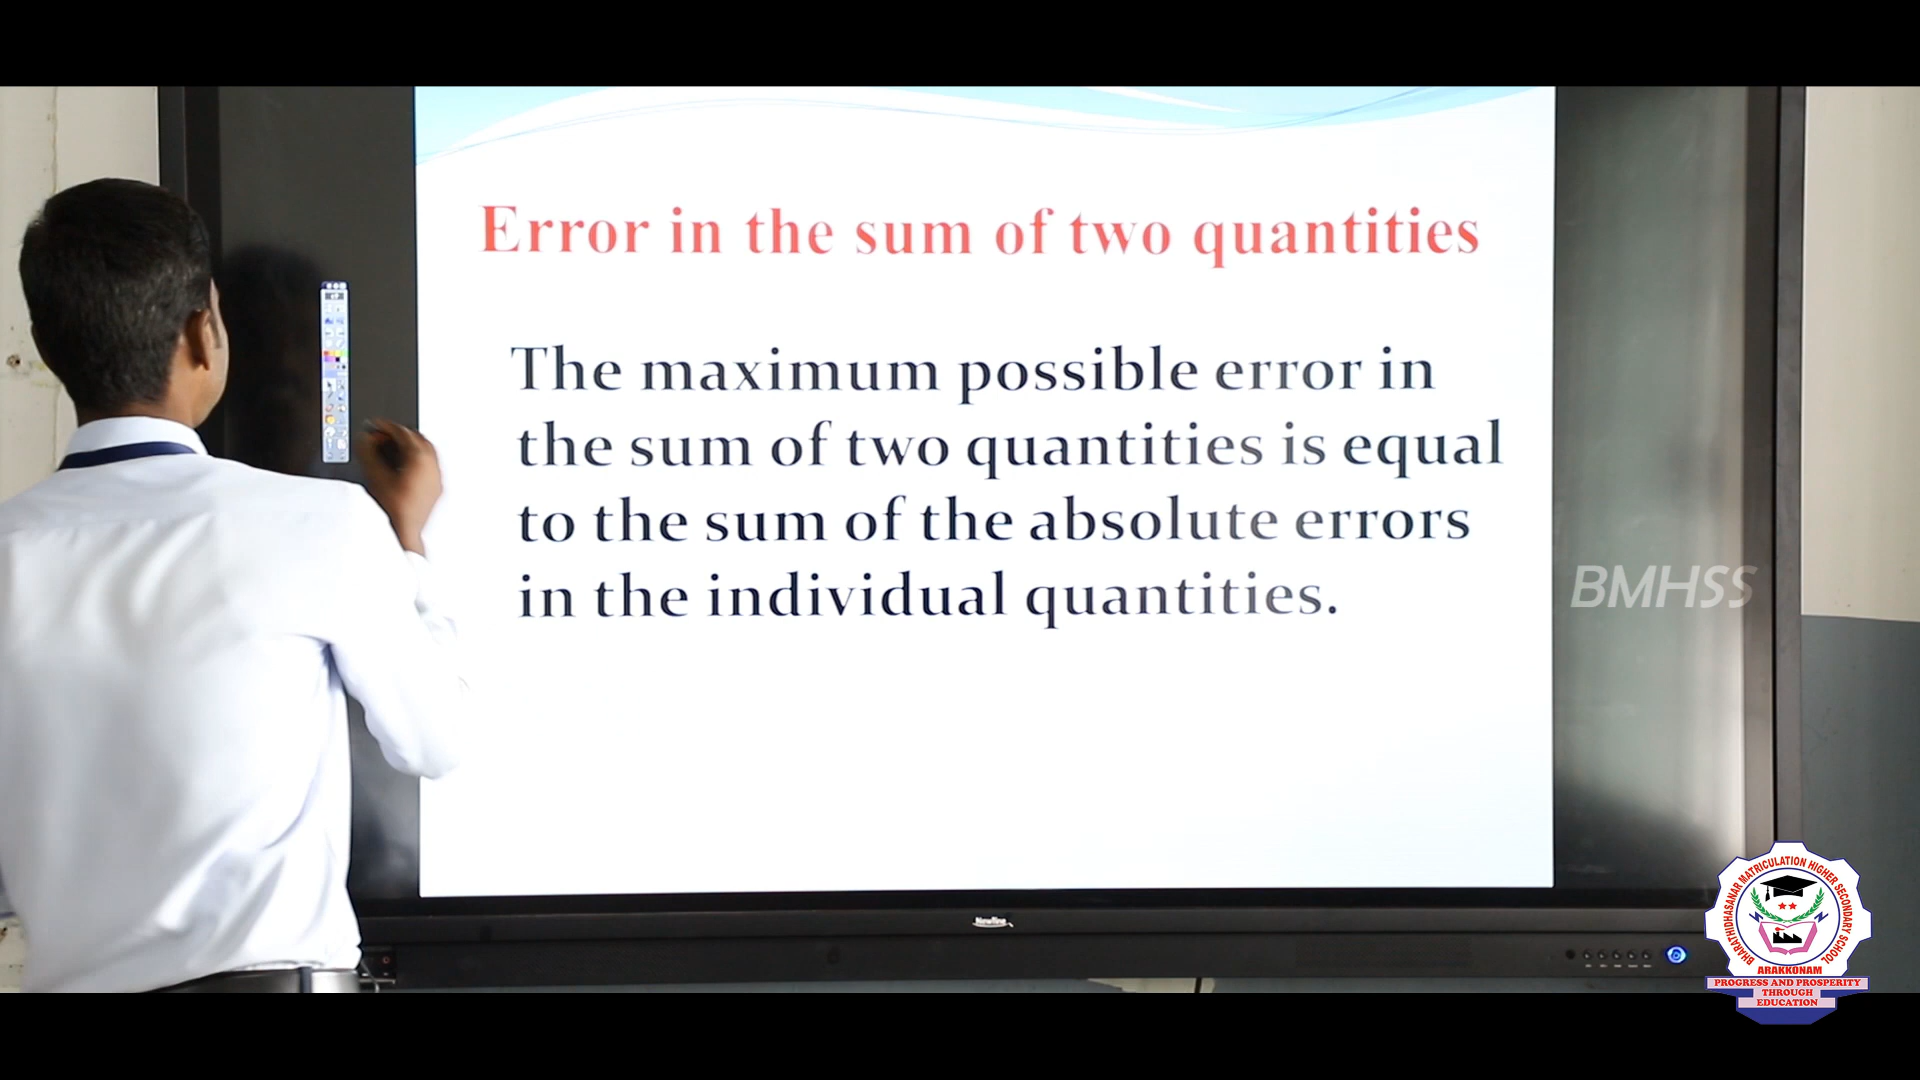 Error in the sum of two quantities
The maximum possible error in
the sum of two quantities is equal
to the sum of the absolute errors
in the individual quantities.
BMHSS
Newline
BHARATHIDHASANAR MATRICULATION HIGHER SECONDARY SCHOOL
ARAKKONAM
PROGRESS AND PROSPERITY
THROUGH
EDUCATION